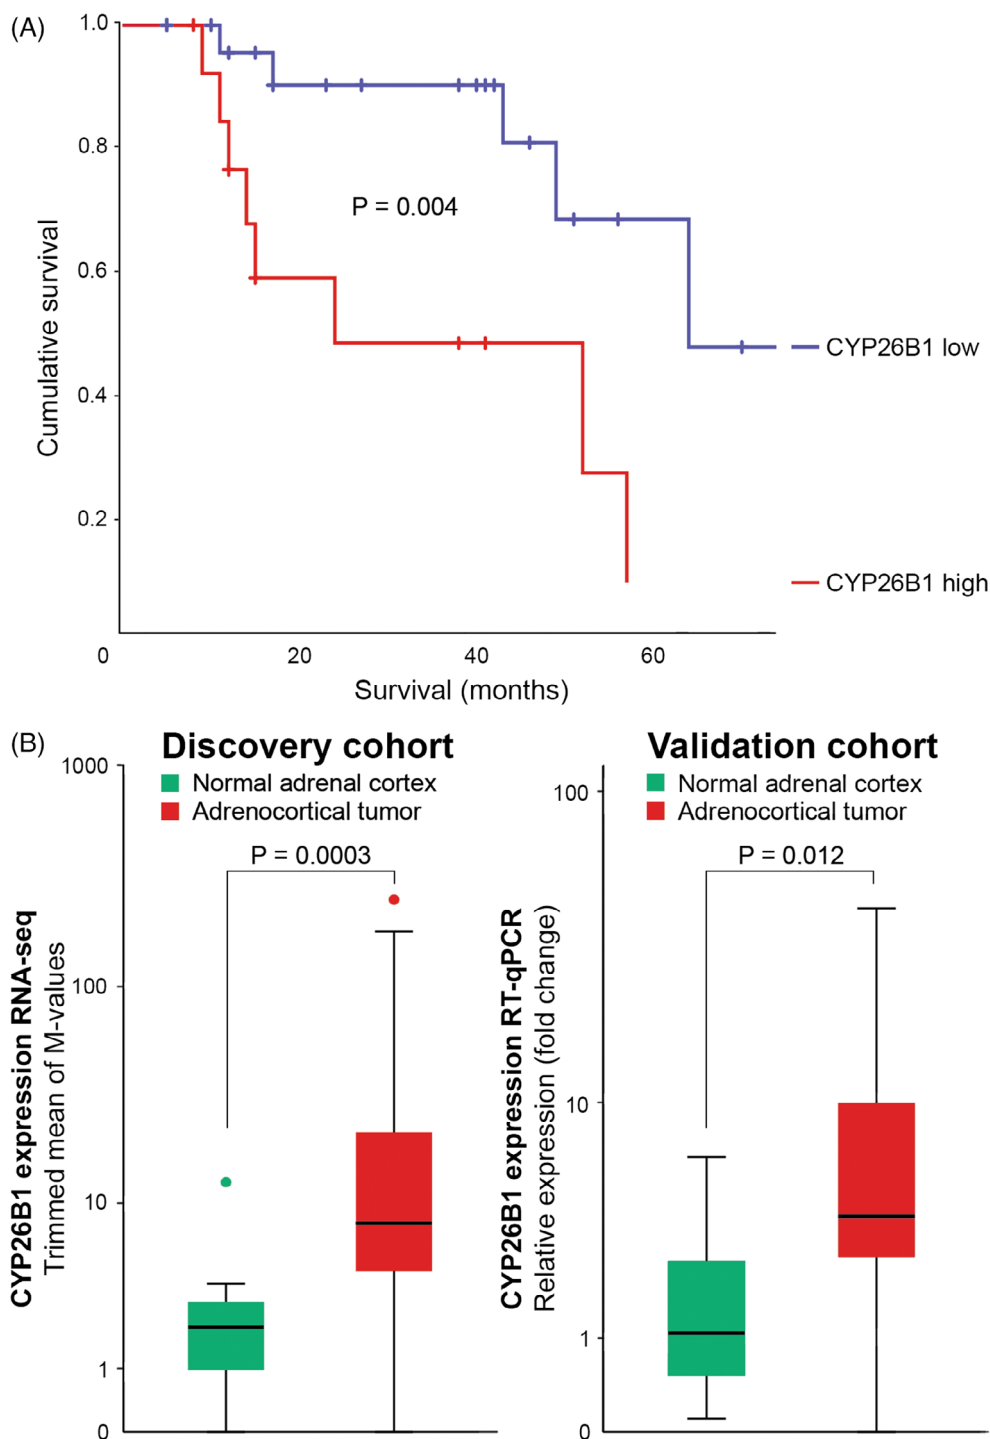 (A)
1.0
0.8
0.6
0.4
0.2
Cumulative survival
P = 0.004
CYP26B1 low
CYP26B1 high
0
20
40
60
Survival (months)
(B)
Discovery cohort
Normal adrenal cortex
Adrenocortical tumor
P = 0.0003
1000
100
10
1
0
CYP26B1 expression RNA-seq
Trimmed mean of M-values
Validation cohort
Normal adrenal cortex
Adrenocortical tumor
P = 0.012
100
10
1
0
CYP26B1 expression RT-qPCR
Relative expression (fold change)